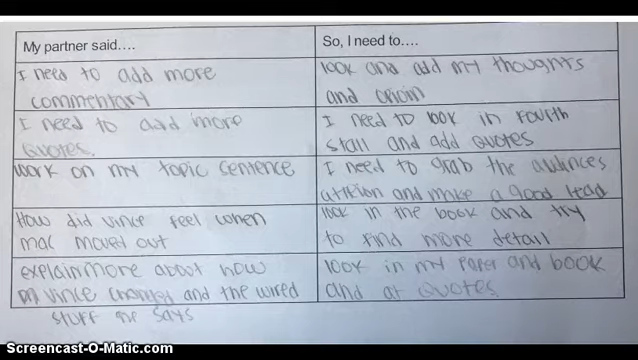 My partner said....
So, I need to....
I need to add more
commentary
look and add my thoughts
and origin
I need to add more
quotes.
I need to look in Fourth
Stall and add quotes
work on my topic sentence
I need to grab the audinces
and make a good lead
How did vince feel when
mac moved out
look in the book and try
to find more detail
explain more about how
vince changed and the wired
stuff he says
look in my paper and book
and at quotes
Screencast-O-Matic.com